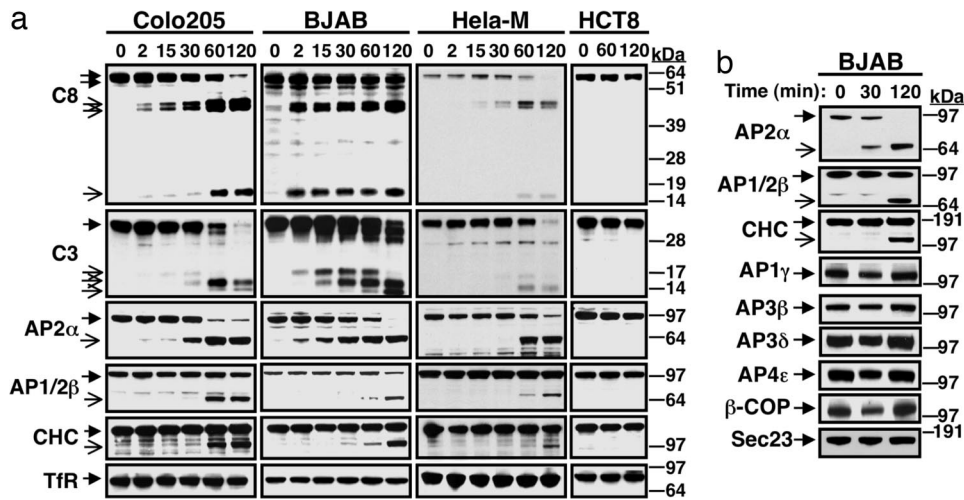 a
Colo205 BJAB Hela-M HCT8
0 2 15 30 60 120 0 2 15 30 60 120 0 2 15 30 60 120 0 60 120 kDa
C8
64
51
39
28
19
14
C3
28
17
14
AP2α
97
64
AP1/2β
97
64
CHC
97
TfR
97
64
b
BJAB
Time (min): 0 30 120 kDa
AP2α
97
64
AP1/2β
97
64
CHC
191
97
AP1γ
97
AP3β
97
AP3δ
97
AP4ε
97
β-COP
97
Sec23
191